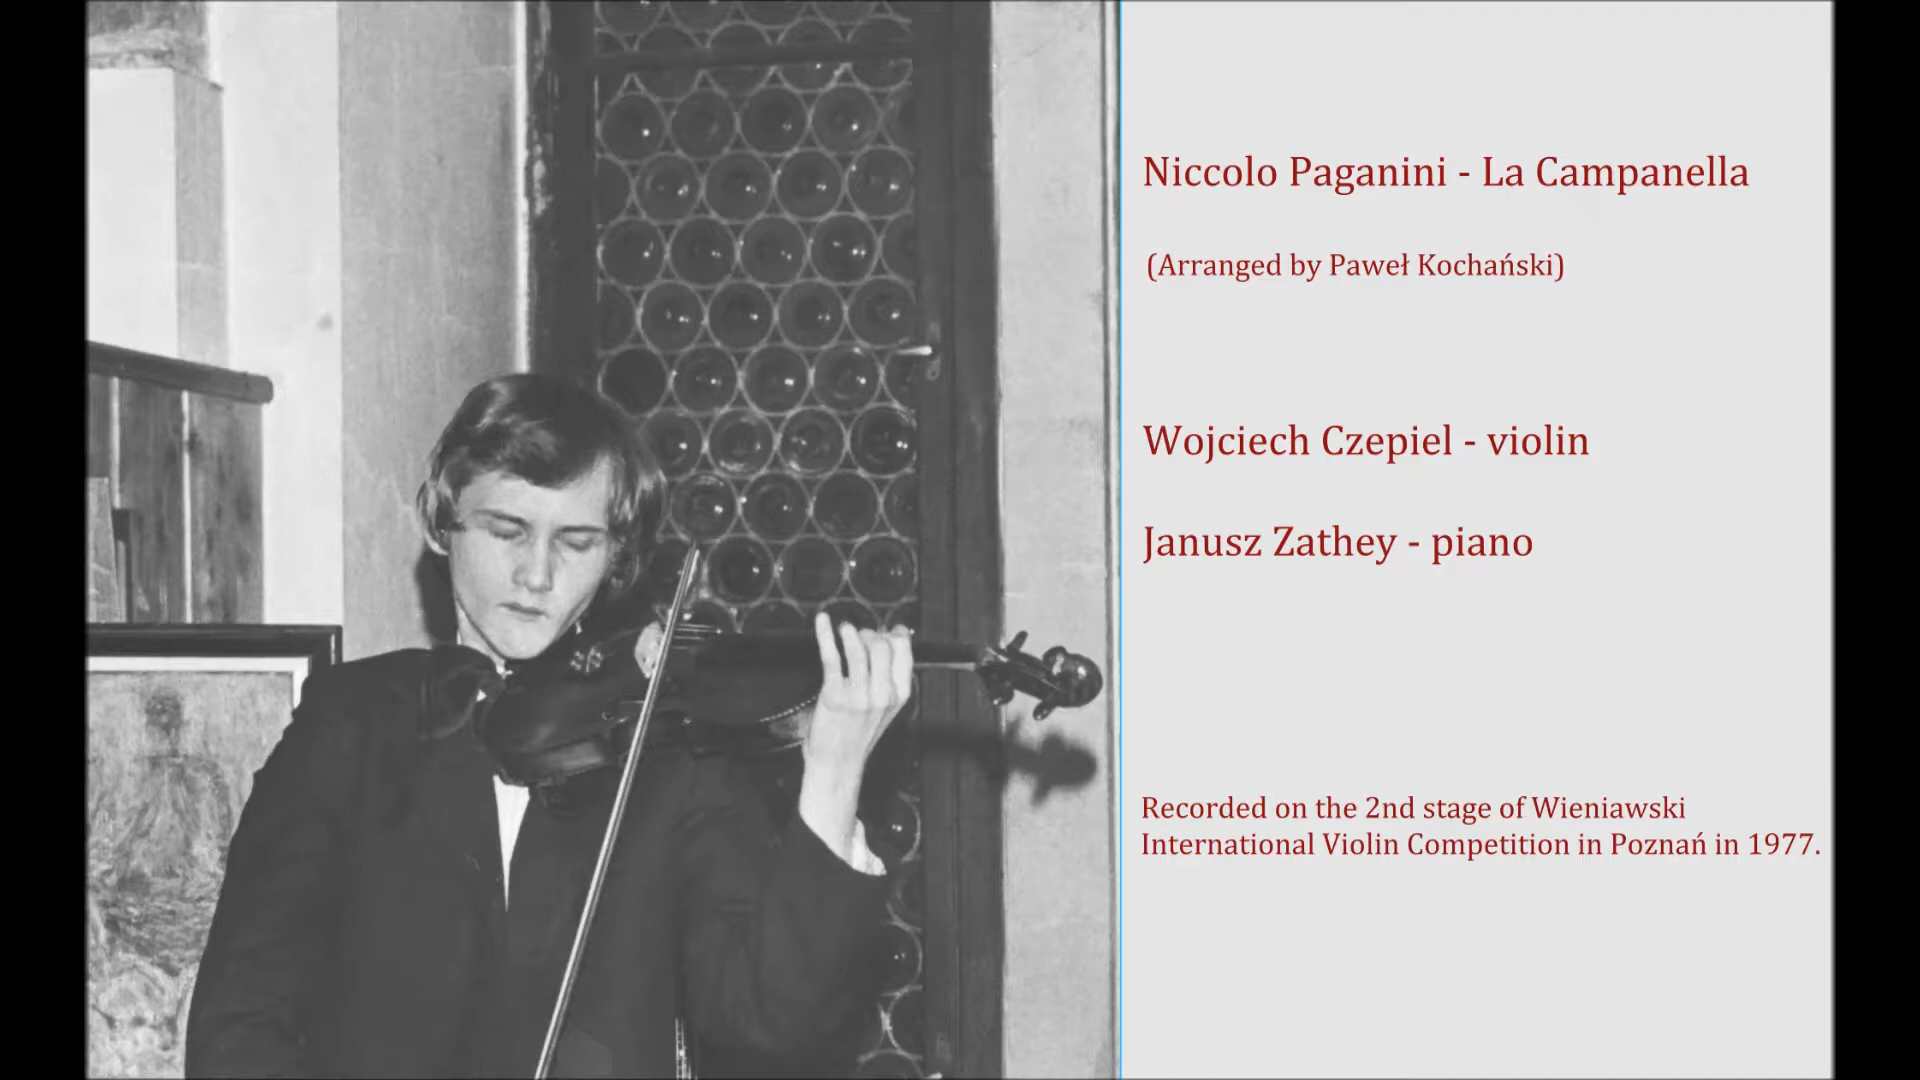 Niccolo Paganini - La Campanella
(Arranged by Paweł Kochański)
Wojciech Czepiel - violin
Janusz Zathey - piano
Recorded on the 2nd stage of Wieniawski
International Violin Competition in Poznań in 1977.